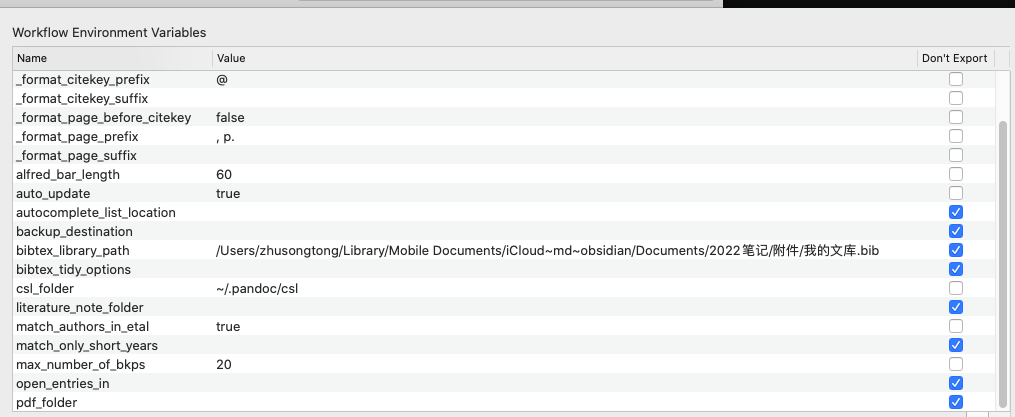 Workflow Environment Variables
Name Value Don't Export
_format_citekey_prefix @
_format_citekey_suffix
_format_page_before_citekey false
_format_page_prefix , p.
_format_page_suffix
alfred_bar_length 60
auto_update true
autocomplete_list_location
backup_destination
bibtex_library_path /Users/zhusongtong/Library/Mobile Documents/iCloud~md~obsidian/Documents/2022笔记/附件/我的文库.bib
bibtex_tidy_options
csl_folder ~/.pandoc/csl
literature_note_folder
match_authors_in_etal true
match_only_short_years
max_number_of_bkps 20
open_entries_in
pdf_folder